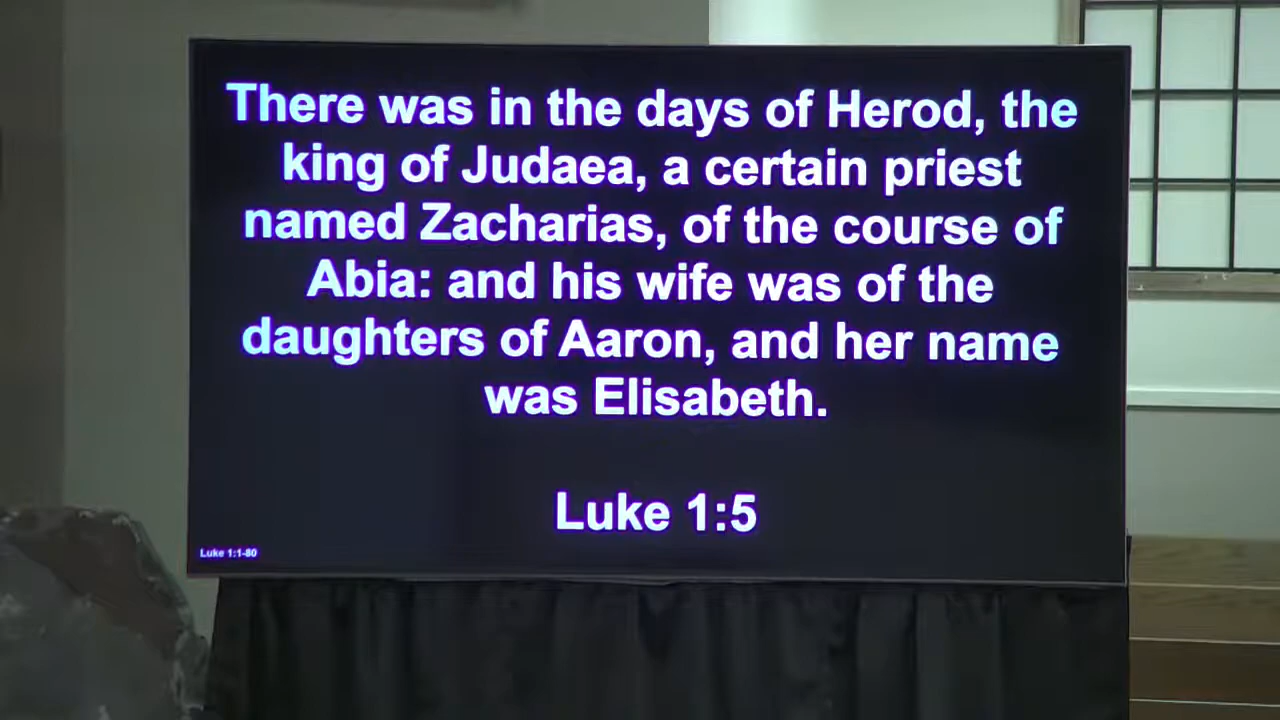 There was in the days of Herod, the
king of Judaea, a certain priest
named Zacharias, of the course of
Abia: and his wife was of the
daughters of Aaron, and her name
was Elisabeth.
Luke 1:5
Luke 1:1-80